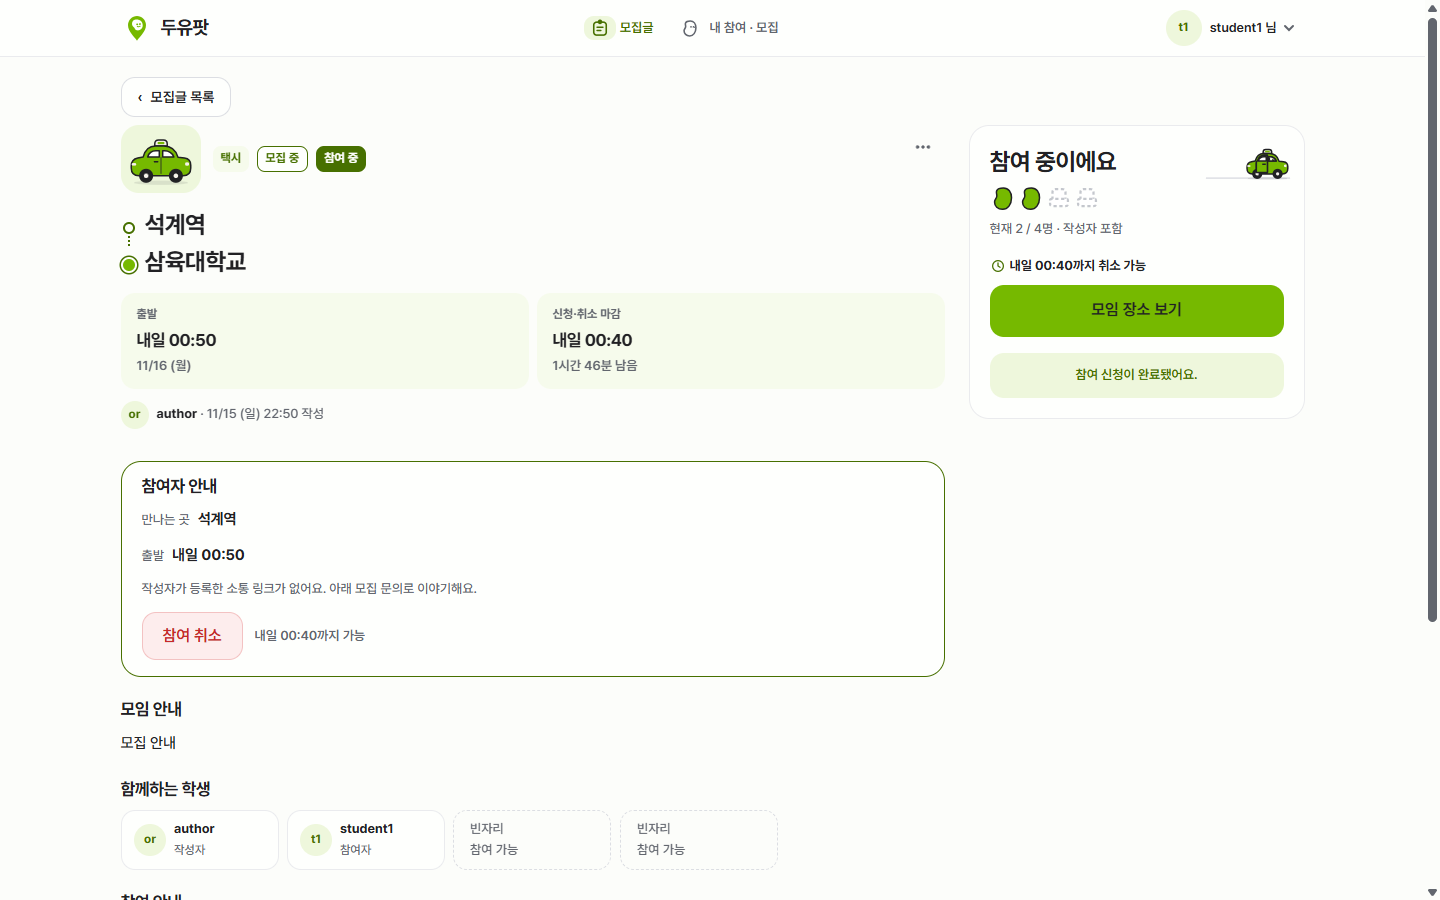 두유팟
모집글
내 참여 · 모집
t1
student1 님
‹ 모집글 목록
택시
모집 중
참여 중
석계역
삼육대학교
출발
내일 00:50
11/16 (월)
신청·취소 마감
내일 00:40
1시간 46분 남음
or
author · 11/15 (일) 22:50 작성
참여 중이에요
현재 2 / 4명 · 작성자 포함
내일 00:40까지 취소 가능
모임 장소 보기
참여 신청이 완료됐어요.
참여자 안내
만나는 곳 석계역
출발 내일 00:50
작성자가 등록한 소통 링크가 없어요. 아래 모집 문의로 이야기해요.
참여 취소
내일 00:40까지 가능
모임 안내
모집 안내
함께하는 학생
or
author
작성자
t1
student1
참여자
빈자리
참여 가능
빈자리
참여 가능